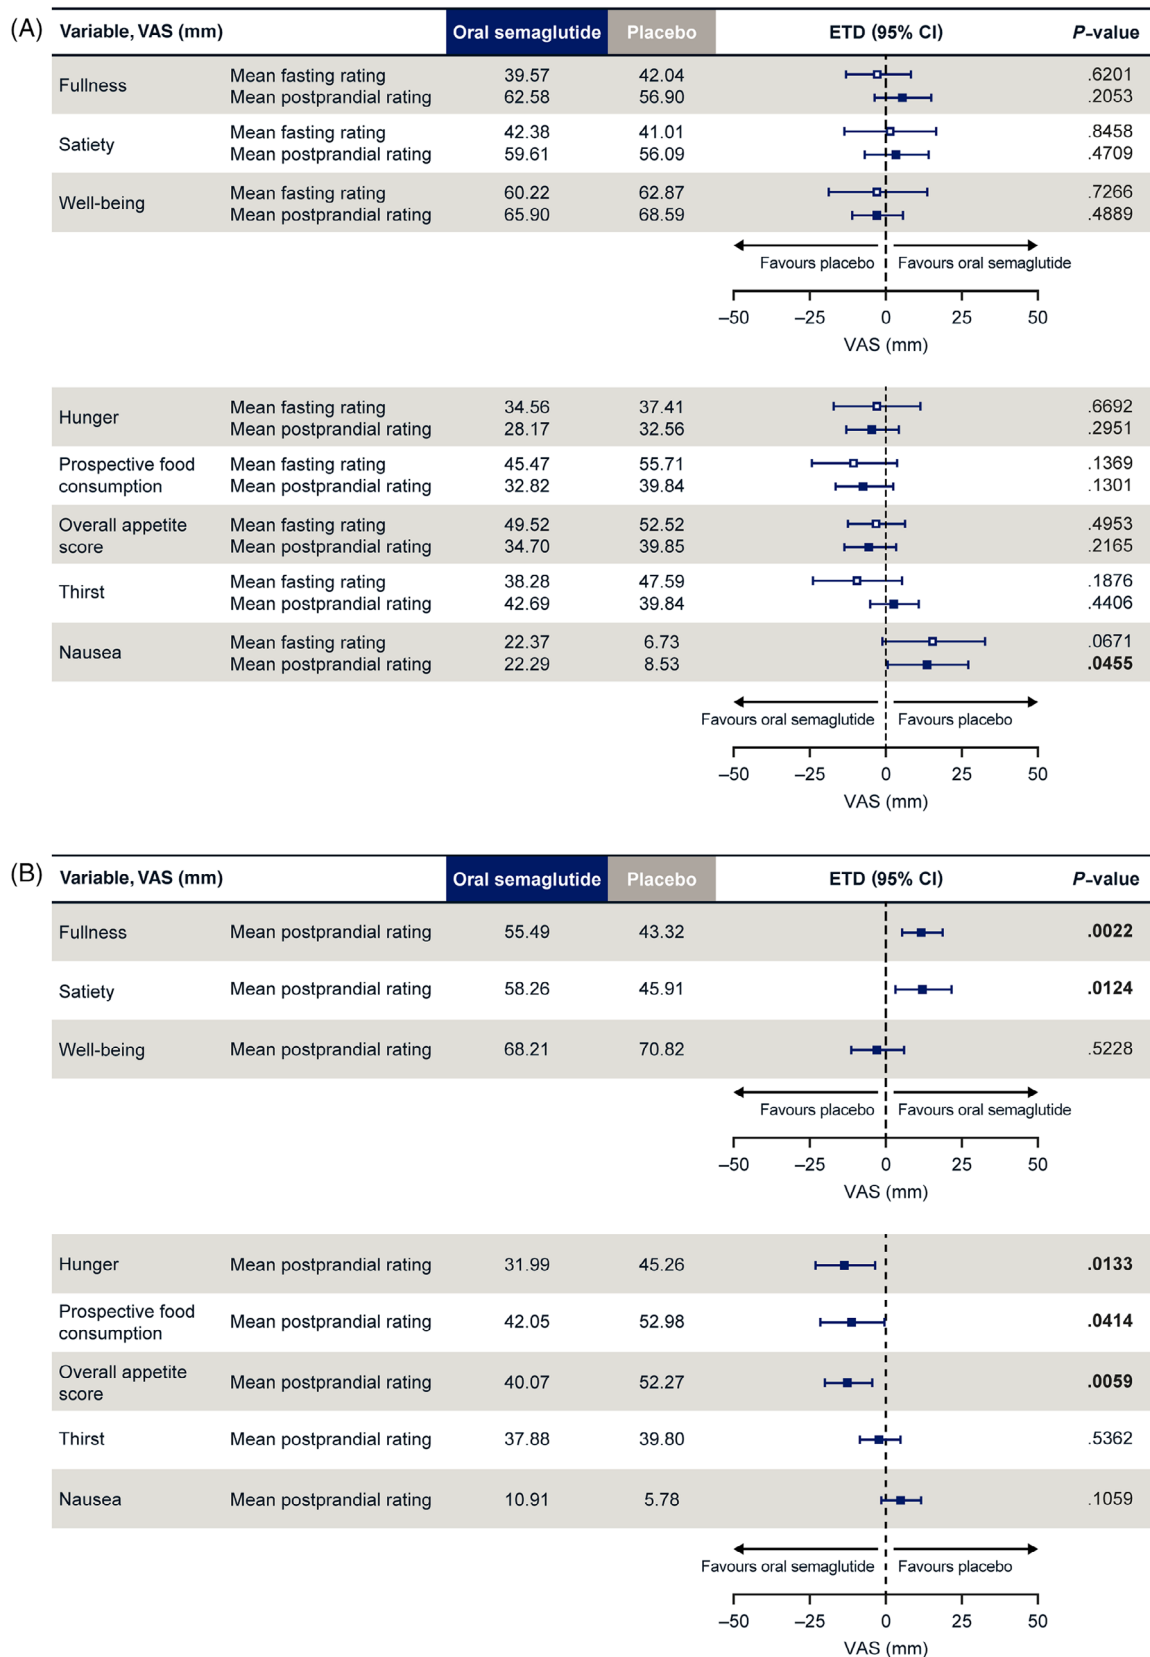 (A)
Variable, VAS (mm) Oral semaglutide Placebo ETD (95% CI) P–value
Fullness
Mean fasting rating 39.57 42.04 .6201
Mean postprandial rating 62.58 56.90 .2053
Satiety
Mean fasting rating 42.38 41.01 .8458
Mean postprandial rating 59.61 56.09 .4709
Well-being
Mean fasting rating 60.22 62.87 .7266
Mean postprandial rating 65.90 68.59 .4889
Favours placebo Favours oral semaglutide
–50 –25 0 25 50
VAS (mm)
Hunger
Mean fasting rating 34.56 37.41 .6692
Mean postprandial rating 28.17 32.56 .2951
Prospective food
consumption
Mean fasting rating 45.47 55.71 .1369
Mean postprandial rating 32.82 39.84 .1301
Overall appetite
score
Mean fasting rating 49.52 52.52 .4953
Mean postprandial rating 34.70 39.85 .2165
Thirst
Mean fasting rating 38.28 47.59 .1876
Mean postprandial rating 42.69 39.84 .4406
Nausea
Mean fasting rating 22.37 6.73 .0671
Mean postprandial rating 22.29 8.53 .0455
Favours oral semaglutide Favours placebo
–50 –25 0 25 50
VAS (mm)
(B)
Variable, VAS (mm) Oral semaglutide Placebo ETD (95% CI) P–value
Fullness Mean postprandial rating 55.49 43.32 .0022
Satiety Mean postprandial rating 58.26 45.91 .0124
Well-being Mean postprandial rating 68.21 70.82 .5228
Favours placebo Favours oral semaglutide
–50 –25 0 25 50
VAS (mm)
Hunger Mean postprandial rating 31.99 45.26 .0133
Prospective food
consumption
Mean postprandial rating 42.05 52.98 .0414
Overall appetite
score
Mean postprandial rating 40.07 52.27 .0059
Thirst Mean postprandial rating 37.88 39.80 .5362
Nausea Mean postprandial rating 10.91 5.78 .1059
Favours oral semaglutide Favours placebo
–50 –25 0 25 50
VAS (mm)